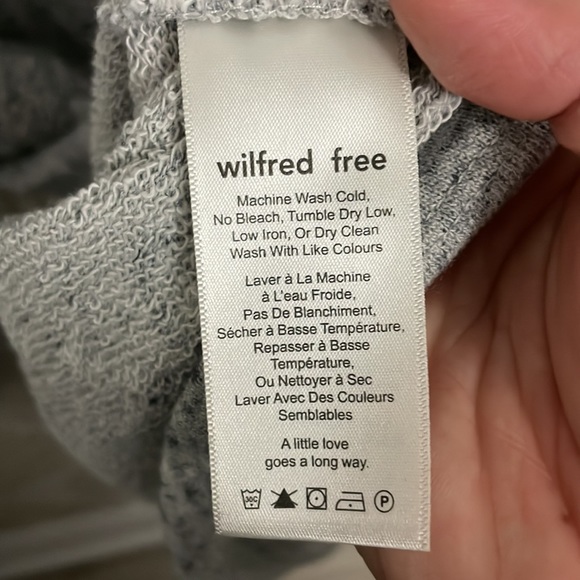 wilfred free
Machine Wash Cold,
No Bleach, Tumble Dry Low,
Low Iron, Or Dry Clean
Wash With Like Colours
Laver à La Machine
à L'eau Froide,
Pas De Blanchiment,
Sécher à Basse Température,
Repasser à Basse
Température,
Ou Nettoyer à Sec
Laver Avec Des Couleurs
Semblables
A little love
goes a long way.
30C P